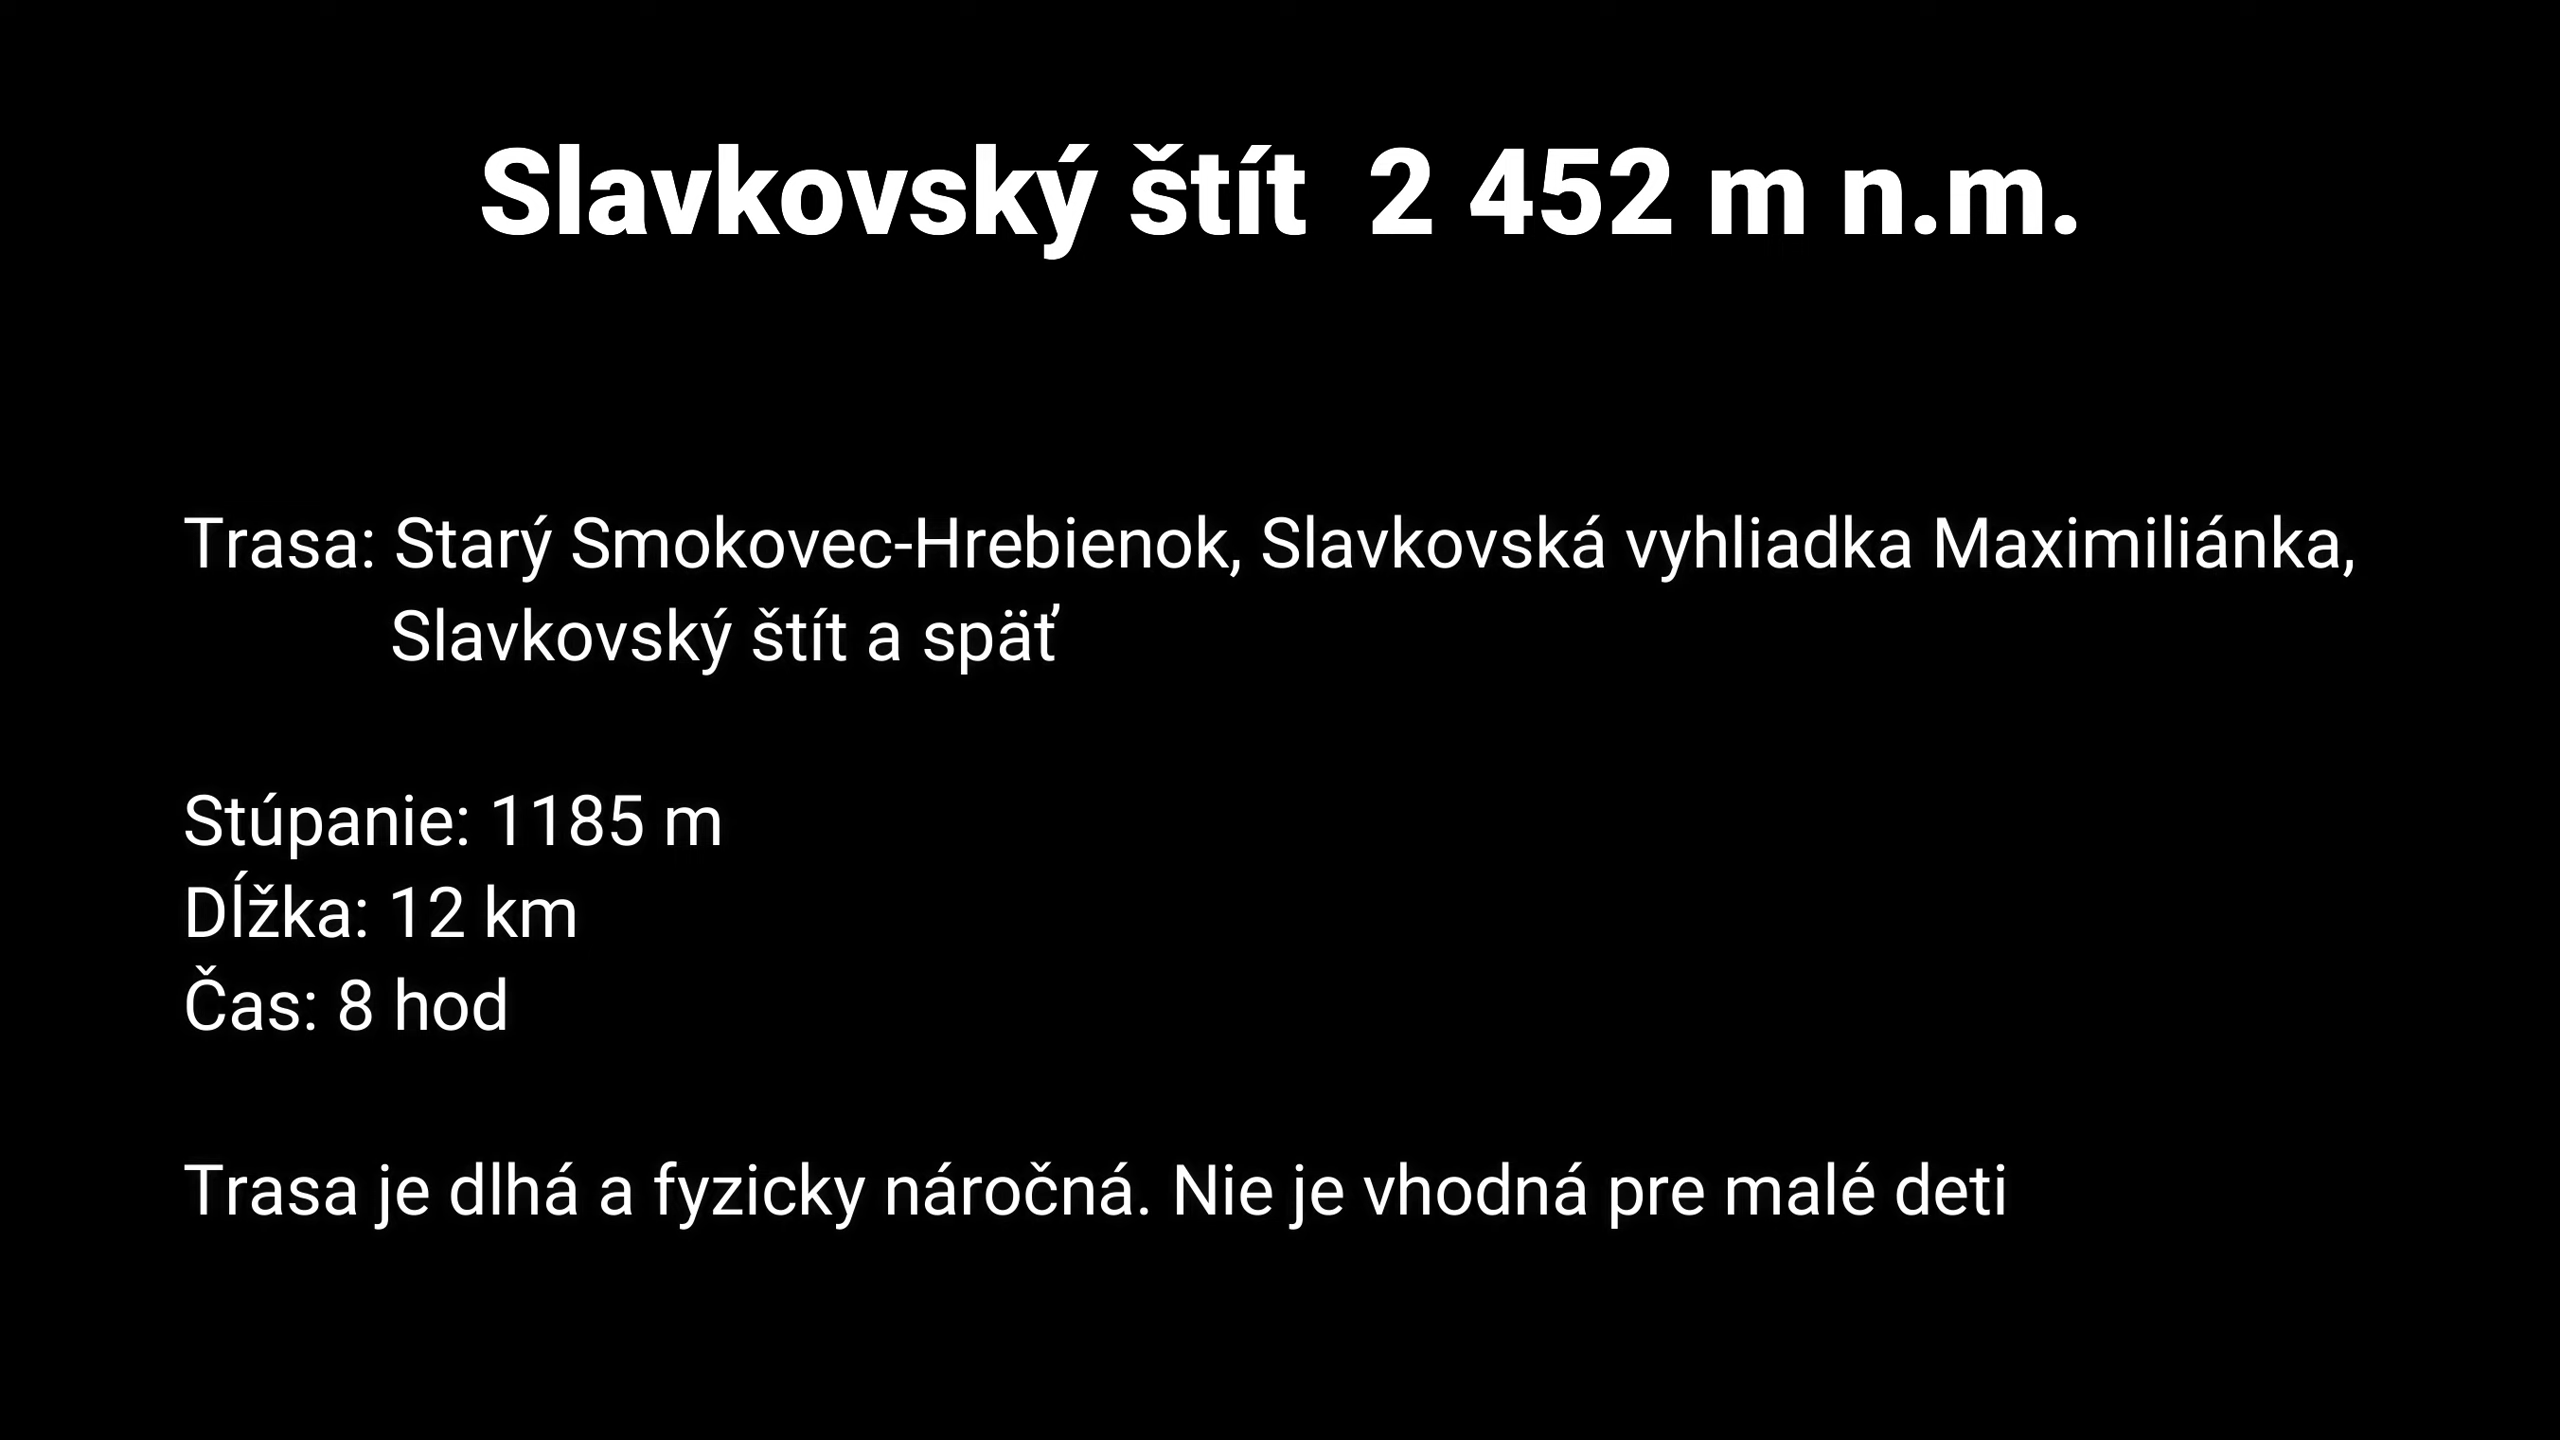 Slavkovský štít  2 452 m n.m.
Trasa: Starý Smokovec-Hrebienok, Slavkovská vyhliadka Maximiliánka,
Slavkovský štít a späť
Stúpanie: 1185 m
Dĺžka: 12 km
Čas: 8 hod
Trasa je dlhá a fyzicky náročná. Nie je vhodná pre malé deti